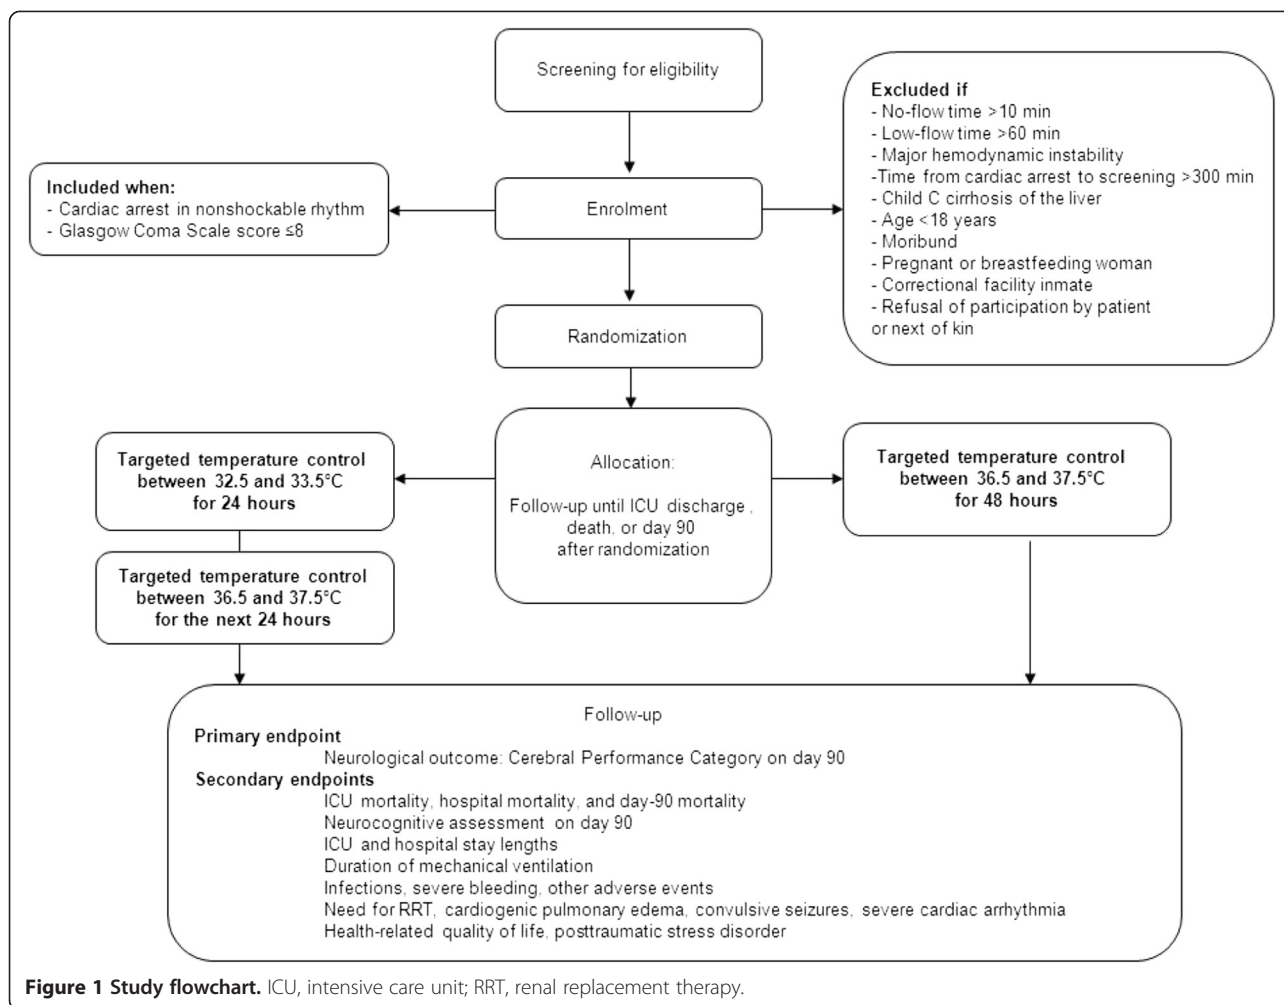 Screening for eligibility
Excluded if
- No-flow time >10 min
- Low-flow time >60 min
- Major hemodynamic instability
-Time from cardiac arrest to screening >300 min
- Child C cirrhosis of the liver
- Age <18 years
- Moribund
- Pregnant or breastfeeding woman
- Correctional facility inmate
- Refusal of participation by patient
or next of kin
Included when:
- Cardiac arrest in nonshockable rhythm
- Glasgow Coma Scale score ≤8
Enrolment
Randomization
Targeted temperature control
between 32.5 and 33.5°C
for 24 hours
Allocation:
Follow-up until ICU discharge ,
death, or day 90
after randomization
Targeted temperature control
between 36.5 and 37.5°C
for 48 hours
Targeted temperature control
between 36.5 and 37.5°C
for the next 24 hours
Follow-up
Primary endpoint
Neurological outcome: Cerebral Performance Category on day 90
Secondary endpoints
ICU mortality, hospital mortality, and day-90 mortality
Neurocognitive assessment on day 90
ICU and hospital stay lengths
Duration of mechanical ventilation
Infections, severe bleeding, other adverse events
Need for RRT, cardiogenic pulmonary edema, convulsive seizures, severe cardiac arrhythmia
Health-related quality of life, posttraumatic stress disorder
Figure 1 Study flowchart. ICU, intensive care unit; RRT, renal replacement therapy.